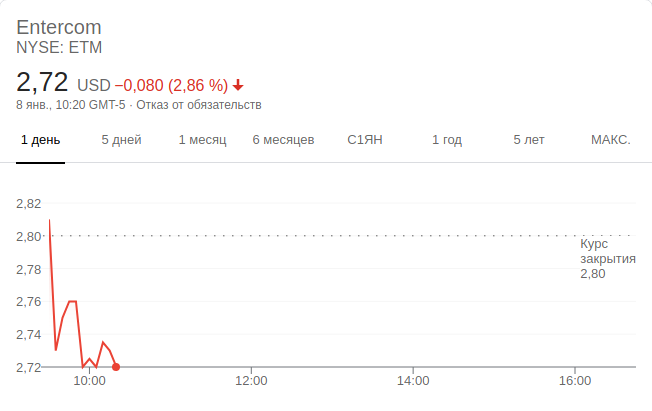 Entercom
NYSE: ETM
2,72 USD −0,080 (2,86 %)
8 янв., 10:20 GMT-5 · Отказ от обязательств
1 день 5 дней 1 месяц 6 месяцев С1ЯН 1 год 5 лет МАКС.
2,82
2,80
Курс
закрытия
2,80
2,78
2,76
2,74
2,72
10:00 12:00 14:00 16:00